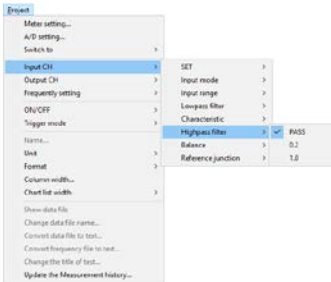 Project
Meter setting...
A/D setting...
Switch to
Input CH
Output CH
Frequently setting
ON/OFF
Trigger mode
Name...
Unit
Format
Column width...
Chart list width
Show data file
Change data file name...
Convert data file to text...
Convert frequency file to text...
Change the title of test...
Update the Measurement history...
SET
Input mode
Input range
Lowpass filter
Characteristic
Highpass filter
Balance
Reference junction
PASS
0.2
1.0